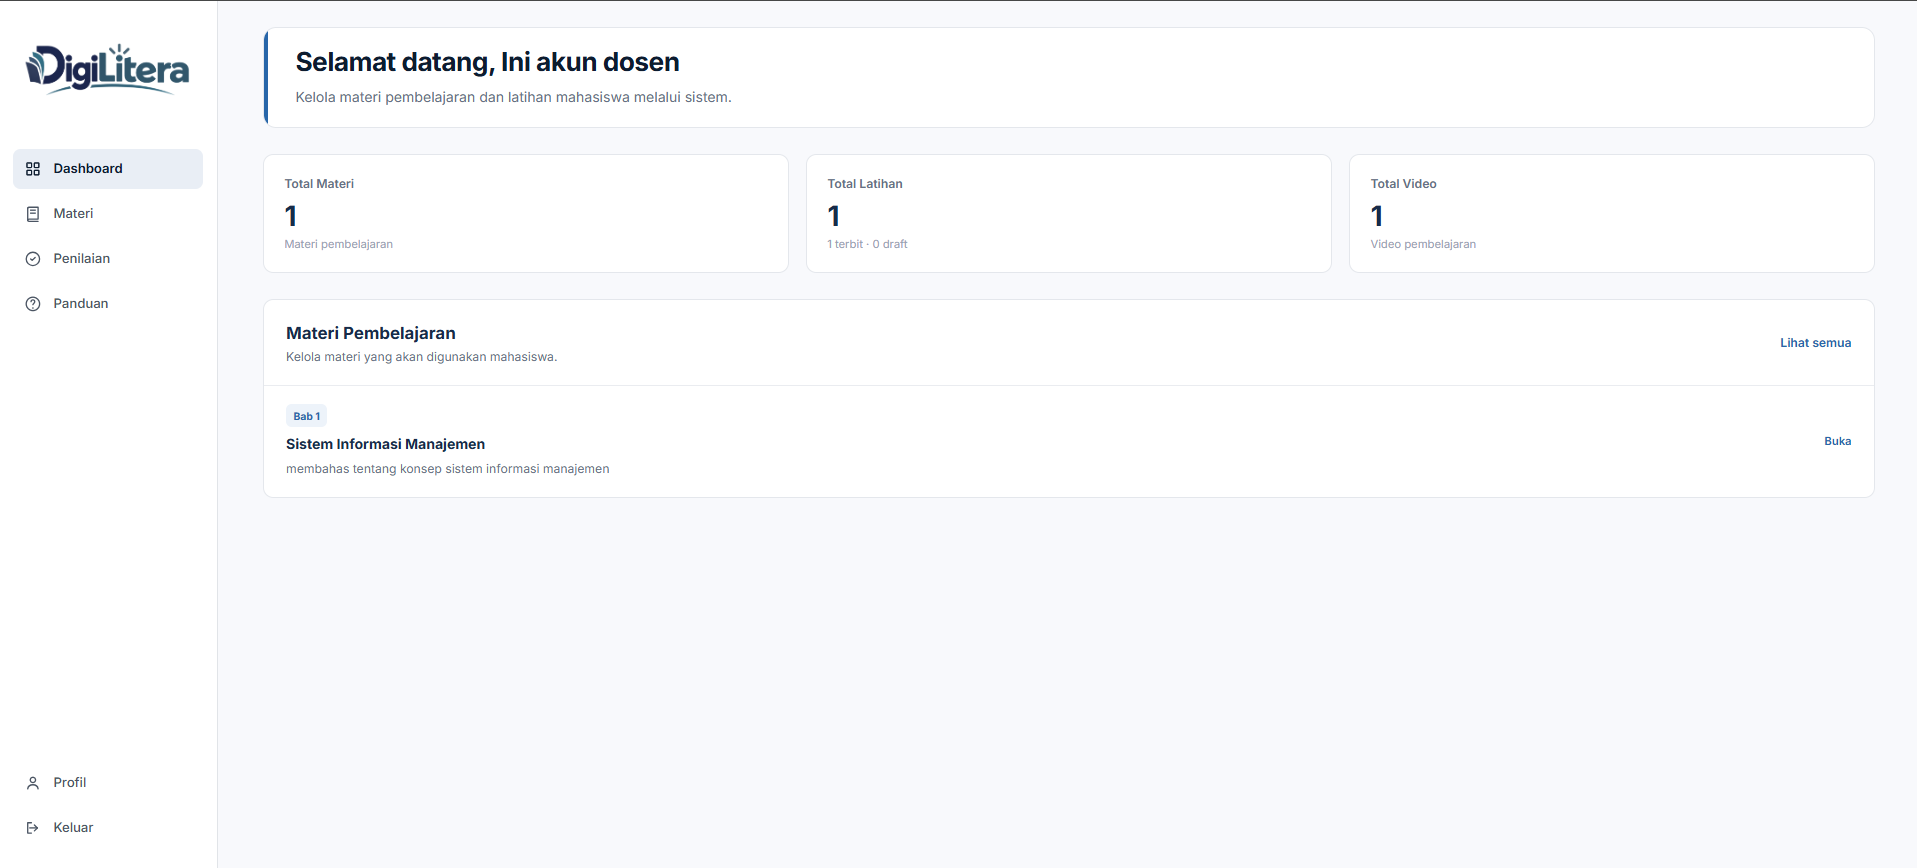 DigiLitera
Dashboard
Materi
Penilaian
Panduan
Profil
Keluar
Selamat datang, Ini akun dosen
Kelola materi pembelajaran dan latihan mahasiswa melalui sistem.
Total Materi
1
Materi pembelajaran
Total Latihan
1
1 terbit · 0 draft
Total Video
1
Video pembelajaran
Materi Pembelajaran
Kelola materi yang akan digunakan mahasiswa.
Lihat semua
Bab 1
Sistem Informasi Manajemen
membahas tentang konsep sistem informasi manajemen
Buka